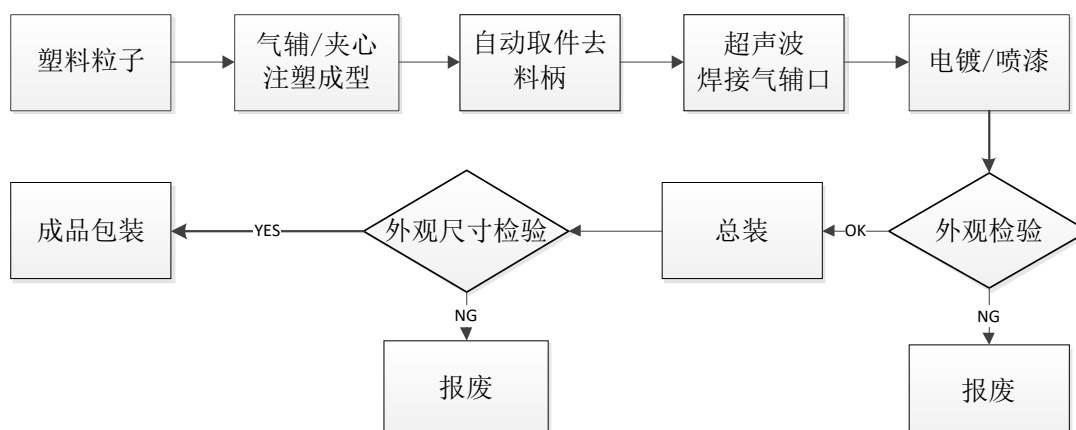 塑料粒子
气辅/夹心
注塑成型
自动取件去
料柄
超声波
焊接气辅口
电镀/喷漆
外观检验
OK
NG
总装
外观尺寸检验
YES
NG
成品包装
报废
报废